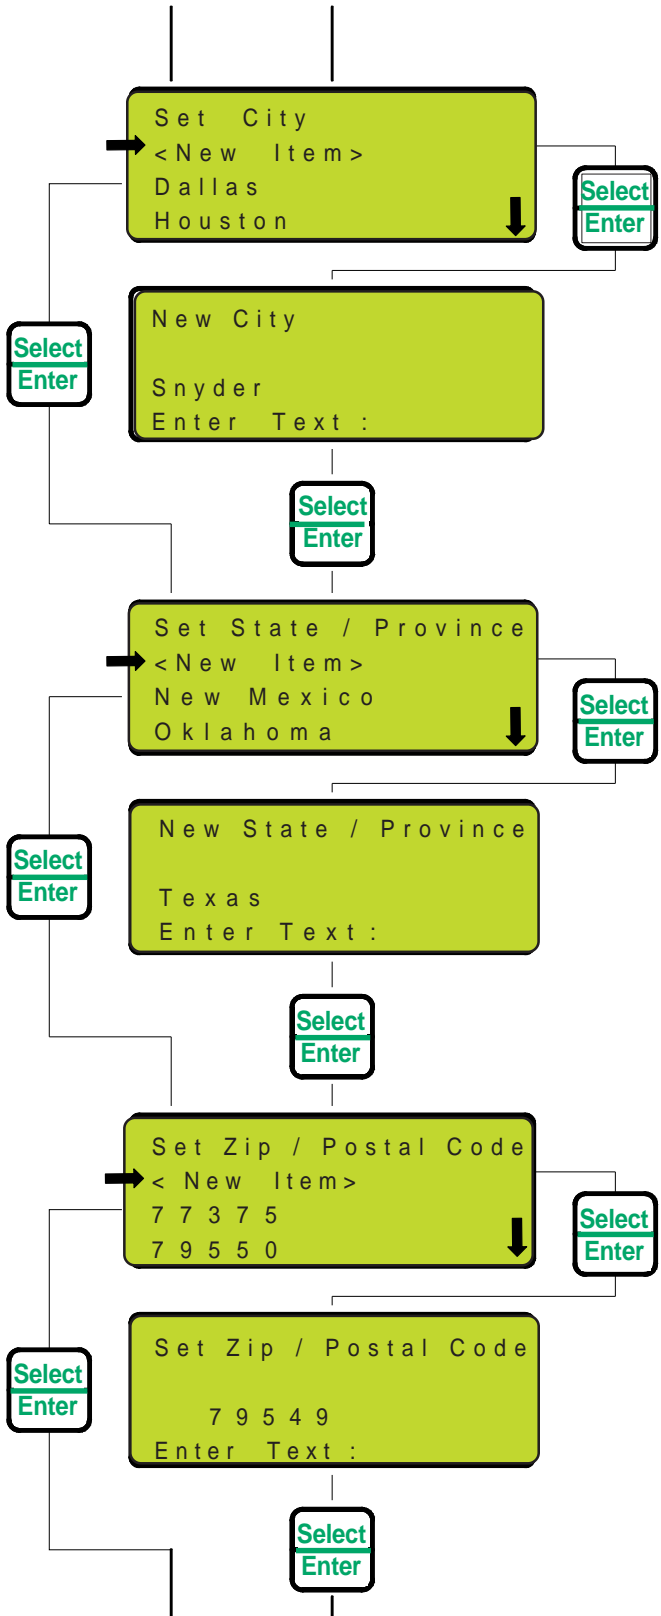 Set City
<New Item>
Dallas
Houston
Select
Enter
New City
Snyder
Enter Text :
Select
Enter
Select
Enter
Set State / Province
<New Item>
New Mexico
Oklahoma
Select
Enter
New State / Province
Texas
Enter Text :
Select
Enter
Select
Enter
Set Zip / Postal Code
< New Item>
77375
79550
Select
Enter
Set Zip / Postal Code
79549
Enter Text :
Select
Enter
Select
Enter